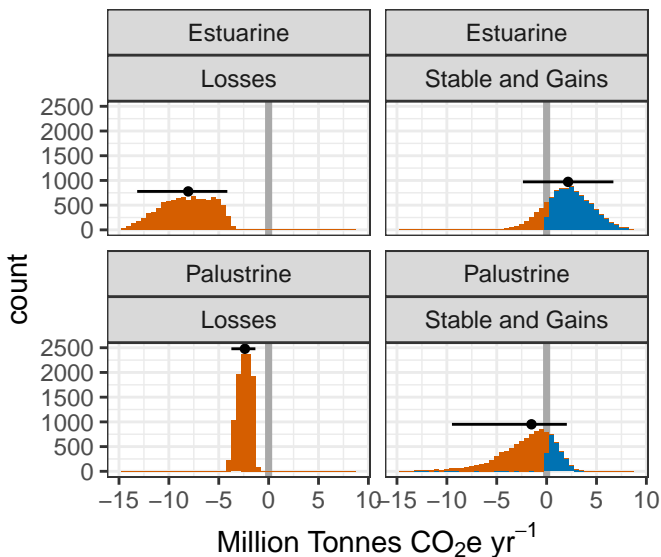 Estuarine Estuarine
Losses Stable and Gains
2500
2000
1500
1000
500
0
Palustrine Palustrine
Losses Stable and Gains
2500
2000
1500
1000
500
0
count
−15 −10 −5 0 5 10 −15 −10 −5 0 5 10
Million Tonnes CO₂e yr⁻¹